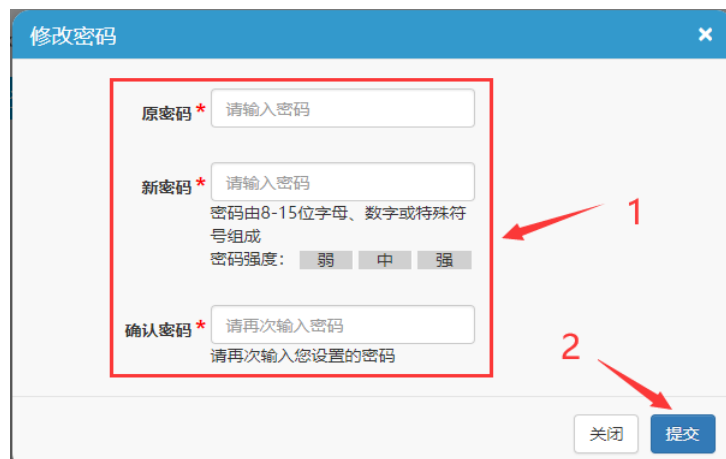 修改密码 ×
原密码 * 请输入密码
新密码 * 请输入密码
密码由8-15位字母、数字或特殊符
号组成
密码强度： 弱 中 强
1
确认密码 * 请再次输入密码
请再次输入您设置的密码
2
关闭 提交